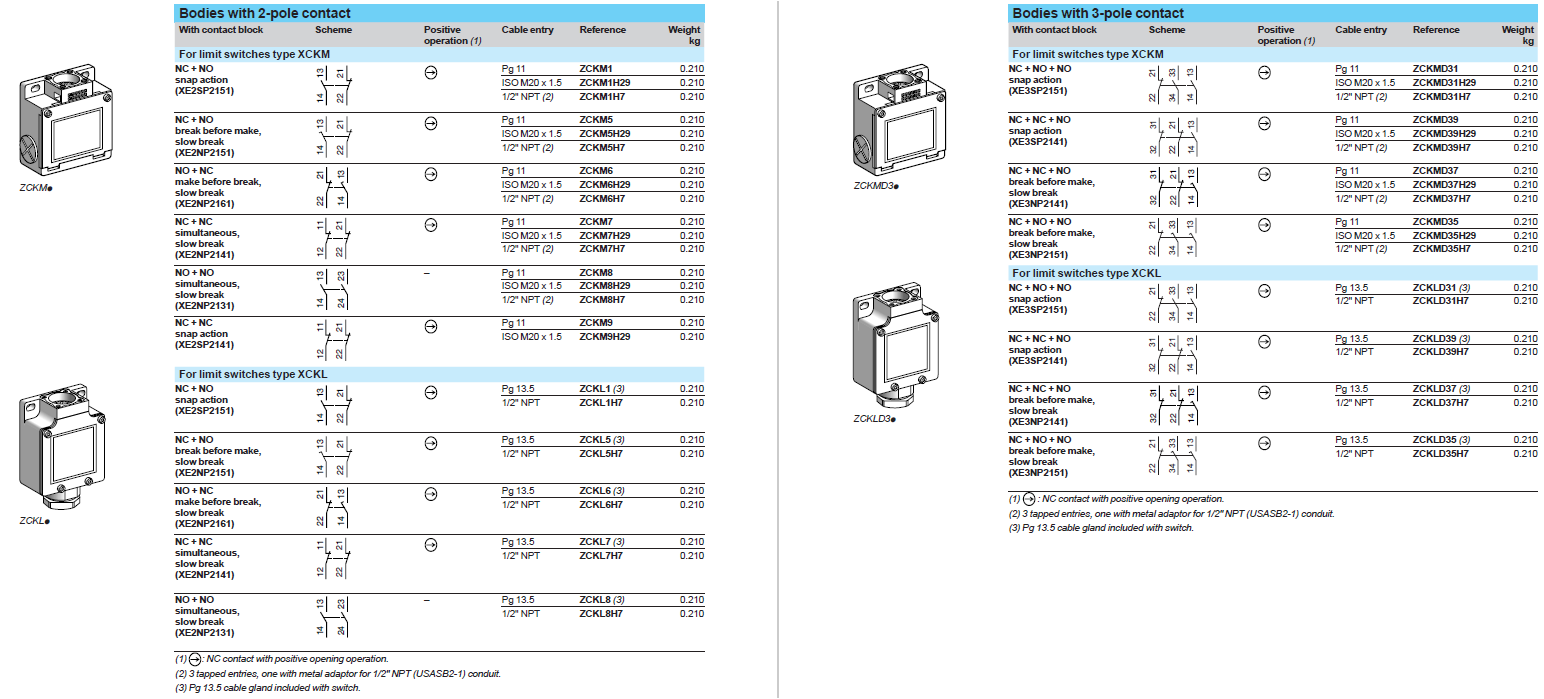 Bodies with 2-pole contact
With contact block Scheme Positive operation (1) Cable entry Reference Weight kg
For limit switches type XCKM
ZCKM●
NC + NO
snap action
(XE2SP2151)
13 21
14 22
Pg 11 ZCKM1 0.210
ISO M20 x 1.5 ZCKM1H29 0.210
1/2" NPT (2) ZCKM1H7 0.210
NC + NO
break before make,
slow break
(XE2NP2151)
13 21
14 22
Pg 11 ZCKM5 0.210
ISO M20 x 1.5 ZCKM5H29 0.210
1/2" NPT (2) ZCKM5H7 0.210
NO + NC
make before break,
slow break
(XE2NP2161)
21 13
22 14
Pg 11 ZCKM6 0.210
ISO M20 x 1.5 ZCKM6H29 0.210
1/2" NPT (2) ZCKM6H7 0.210
NC + NC
simultaneous,
slow break
(XE2NP2141)
11 21
12 22
Pg 11 ZCKM7 0.210
ISO M20 x 1.5 ZCKM7H29 0.210
1/2" NPT (2) ZCKM7H7 0.210
NO + NO
simultaneous,
slow break
(XE2NP2131)
13 23
14 24
–
Pg 11 ZCKM8 0.210
ISO M20 x 1.5 ZCKM8H29 0.210
1/2" NPT (2) ZCKM8H7 0.210
NC + NC
snap action
(XE2SP2141)
11 21
12 22
Pg 11 ZCKM9 0.210
ISO M20 x 1.5 ZCKM9H29 0.210
For limit switches type XCKL
ZCKL●
NC + NO
snap action
(XE2SP2151)
13 21
14 22
Pg 13.5 ZCKL1 (3) 0.210
1/2" NPT ZCKL1H7 0.210
NC + NO
break before make,
slow break
(XE2NP2151)
13 21
14 22
Pg 13.5 ZCKL5 (3) 0.210
1/2" NPT ZCKL5H7 0.210
NO + NC
make before break,
slow break
(XE2NP2161)
21 13
22 14
Pg 13.5 ZCKL6 (3) 0.210
1/2" NPT ZCKL6H7 0.210
NC + NC
simultaneous,
slow break
(XE2NP2141)
11 21
12 22
Pg 13.5 ZCKL7 (3) 0.210
1/2" NPT ZCKL7H7 0.210
NO + NO
simultaneous,
slow break
(XE2NP2131)
13 23
14 24
–
Pg 13.5 ZCKL8 (3) 0.210
1/2" NPT ZCKL8H7 0.210
(1) : NC contact with positive opening operation.
(2) 3 tapped entries, one with metal adaptor for 1/2" NPT (USASB2-1) conduit.
(3) Pg 13.5 cable gland included with switch.
Bodies with 3-pole contact
With contact block Scheme Positive operation (1) Cable entry Reference Weight kg
For limit switches type XCKM
ZCKMD3●
NC + NO + NO
snap action
(XE3SP2151)
21 33 13
22 34 14
Pg 11 ZCKMD31 0.210
ISO M20 x 1.5 ZCKMD31H29 0.210
1/2" NPT (2) ZCKMD31H7 0.210
NC + NC + NO
snap action
(XE3SP2141)
31 21 13
32 22 14
Pg 11 ZCKMD39 0.210
ISO M20 x 1.5 ZCKMD39H29 0.210
1/2" NPT (2) ZCKMD39H7 0.210
NC + NC + NO
break before make,
slow break
(XE3NP2141)
31 21 13
32 22 14
Pg 11 ZCKMD37 0.210
ISO M20 x 1.5 ZCKMD37H29 0.210
1/2" NPT (2) ZCKMD37H7 0.210
NC + NO + NO
break before make,
slow break
(XE3NP2151)
21 33 13
22 34 14
Pg 11 ZCKMD35 0.210
ISO M20 x 1.5 ZCKMD35H29 0.210
1/2" NPT (2) ZCKMD35H7 0.210
For limit switches type XCKL
ZCKLD3●
NC + NO + NO
snap action
(XE3SP2151)
21 33 13
22 34 14
Pg 13.5 ZCKLD31 (3) 0.210
1/2" NPT ZCKLD31H7 0.210
NC + NC + NO
snap action
(XE3SP2141)
31 21 13
32 22 14
Pg 13.5 ZCKLD39 (3) 0.210
1/2" NPT ZCKLD39H7 0.210
NC + NC + NO
break before make,
slow break
(XE3NP2141)
31 21 13
32 22 14
Pg 13.5 ZCKLD37 (3) 0.210
1/2" NPT ZCKLD37H7 0.210
NC + NO + NO
break before make,
slow break
(XE3NP2151)
21 33 13
22 34 14
Pg 13.5 ZCKLD35 (3) 0.210
1/2" NPT ZCKLD35H7 0.210
(1) : NC contact with positive opening operation.
(2) 3 tapped entries, one with metal adaptor for 1/2" NPT (USASB2-1) conduit.
(3) Pg 13.5 cable gland included with switch.